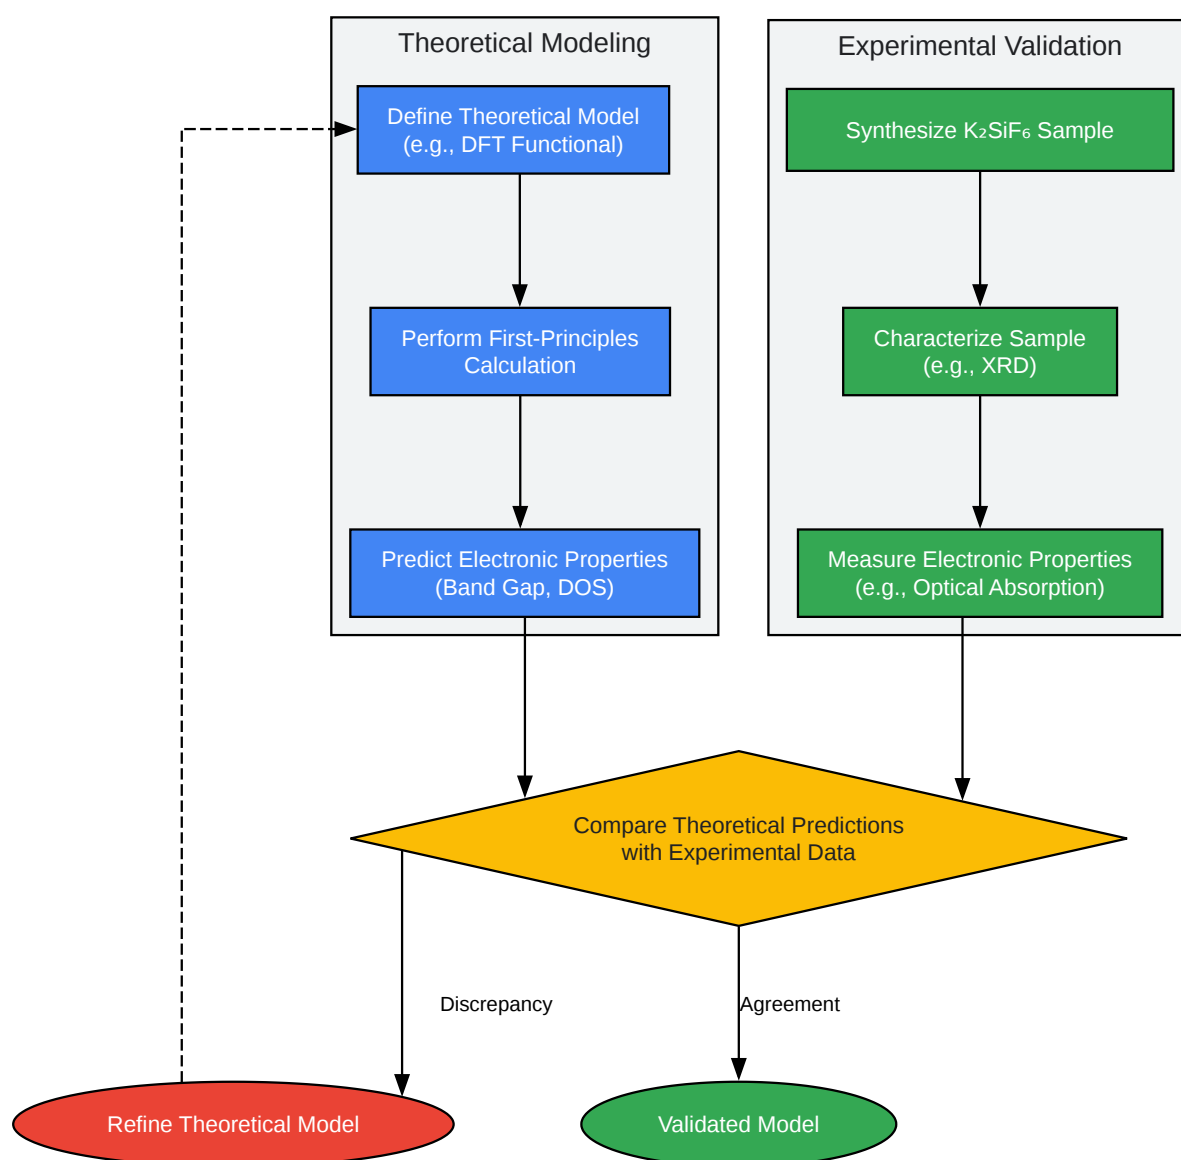 Theoretical Modeling
Define Theoretical Model
(e.g., DFT Functional)
Perform First-Principles
Calculation
Predict Electronic Properties
(Band Gap, DOS)
Experimental Validation
Synthesize K₂SiF₆ Sample
Characterize Sample
(e.g., XRD)
Measure Electronic Properties
(e.g., Optical Absorption)
Compare Theoretical Predictions
with Experimental Data
Discrepancy
Agreement
Refine Theoretical Model
Validated Model